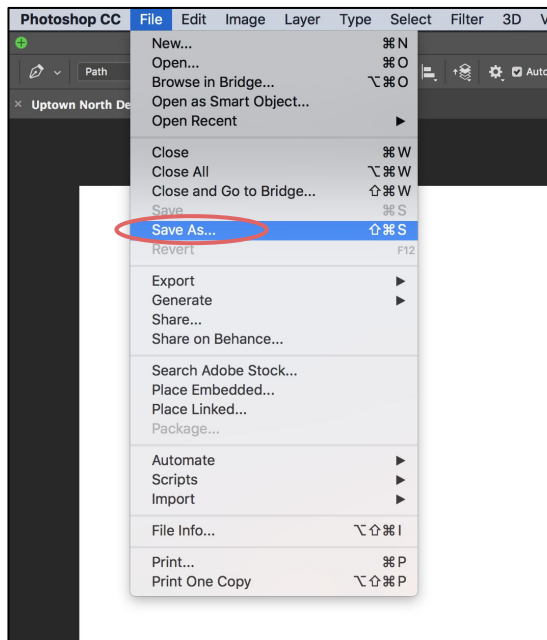 Photoshop CC File Edit Image Layer Type Select Filter 3D V
Path Auto
× Uptown North De
New... ⌘N
Open... ⌘O
Browse in Bridge... ⌥⌘O
Open as Smart Object...
Open Recent ▶
Close ⌘W
Close All ⌥⌘W
Close and Go to Bridge... ⇧⌘W
Save ⌘S
Save As... ⇧⌘S
Revert F12
Export ▶
Generate ▶
Share...
Share on Behance...
Search Adobe Stock...
Place Embedded...
Place Linked...
Package...
Automate ▶
Scripts ▶
Import ▶
File Info... ⌥⇧⌘I
Print... ⌘P
Print One Copy ⌥⇧⌘P